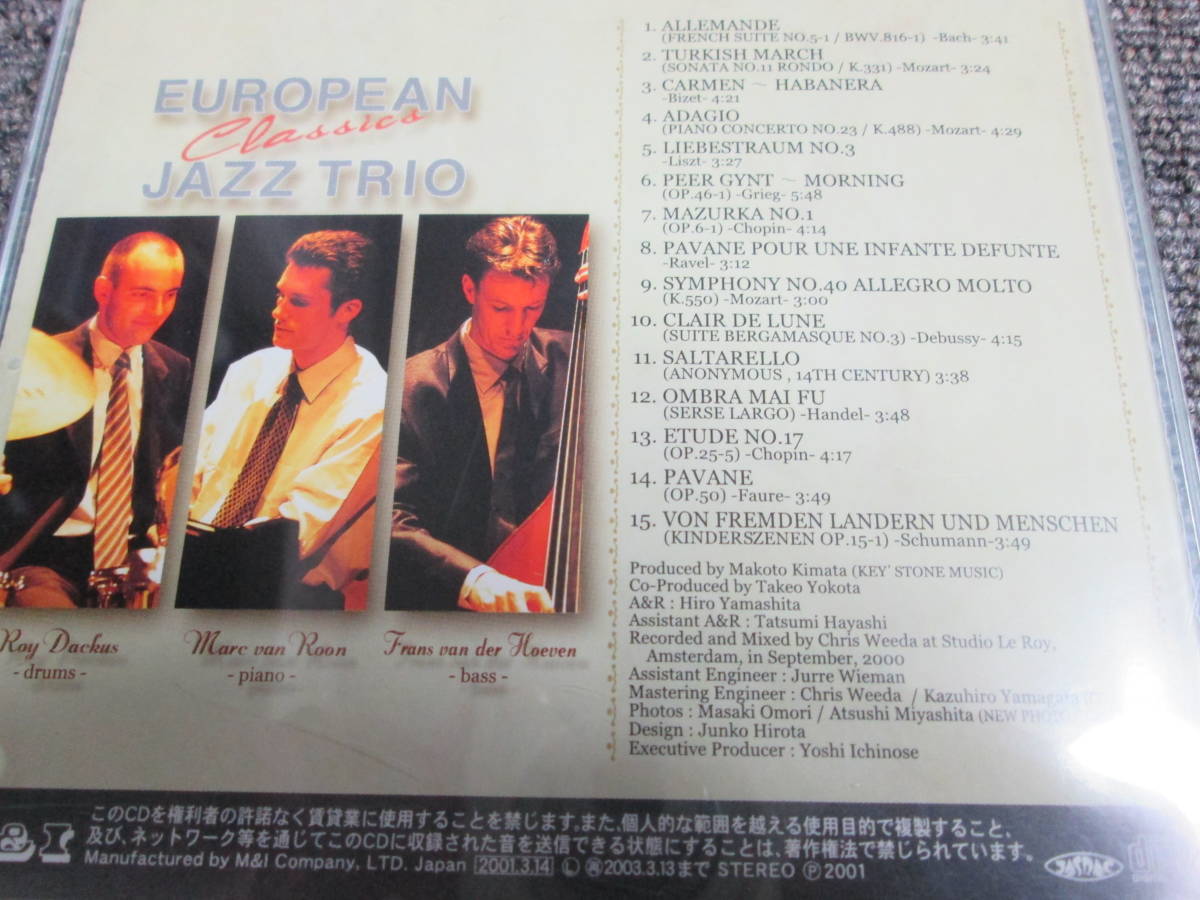 EUROPEAN
Classics
JAZZ TRIO
Roy Dackus
- drums -
Marc van Roon
- piano -
Frans van der Hoeven
- bass -
1. ALLEMANDE
(FRENCH SUITE NO.5-1 / BWV.816-1) -Bach- 3:41
2. TURKISH MARCH
(SONATA NO.11 RONDO / K.331) -Mozart- 3:24
3. CARMEN ~ HABANERA
-Bizet- 4:21
4. ADAGIO
(PIANO CONCERTO NO.23 / K.488) -Mozart- 4:29
5. LIEBESTRAUM NO.3
-Liszt- 3:27
6. PEER GYNT ~ MORNING
(OP.46-1) -Grieg- 5:48
7. MAZURKA NO.1
(OP.6-1) -Chopin- 4:14
8. PAVANE POUR UNE INFANTE DEFUNTE
-Ravel- 3:12
9. SYMPHONY NO.40 ALLEGRO MOLTO
(K.550) -Mozart- 3:00
10. CLAIR DE LUNE
(SUITE BERGAMASQUE NO.3) -Debussy- 4:15
11. SALTARELLO
(ANONYMOUS , 14TH CENTURY) 3:38
12. OMBRA MAI FU
(SERSE LARGO) -Handel- 3:48
13. ETUDE NO.17
(OP.25-5) -Chopin- 4:17
14. PAVANE
(OP.50) -Faure- 3:49
15. VON FREMDEN LANDERN UND MENSCHEN
(KINDERSZENEN OP.15-1) -Schumann-3:49
Produced by Makoto Kimata (KEY' STONE MUSIC)
Co-Produced by Takeo Yokota
A&R : Hiro Yamashita
Assistant A&R : Tatsumi Hayashi
Recorded and Mixed by Chris Weeda at Studio Le Roy,
Amsterdam, in September, 2000
Assistant Engineer : Jurre Wieman
Mastering Engineer : Chris Weeda / Kazuhiro Yamagata
Photos : Masaki Omori / Atsushi Miyashita (NEW
Design : Junko Hirota
Executive Producer : Yoshi Ichinose
このCDを権利者の許諾なく賃貸業に使用することを禁じます。また、個人的な範囲を越える使用目的で複製すること、
及び、ネットワーク等を通じてこのCDに収録された音を送信できる状態にすることは、著作権法で禁じられています。
Manufactured by M&I Company, LTD. Japan 2001.3.14 Ⓛ 2003.3.13まで STEREO Ⓟ2001
JASRAC